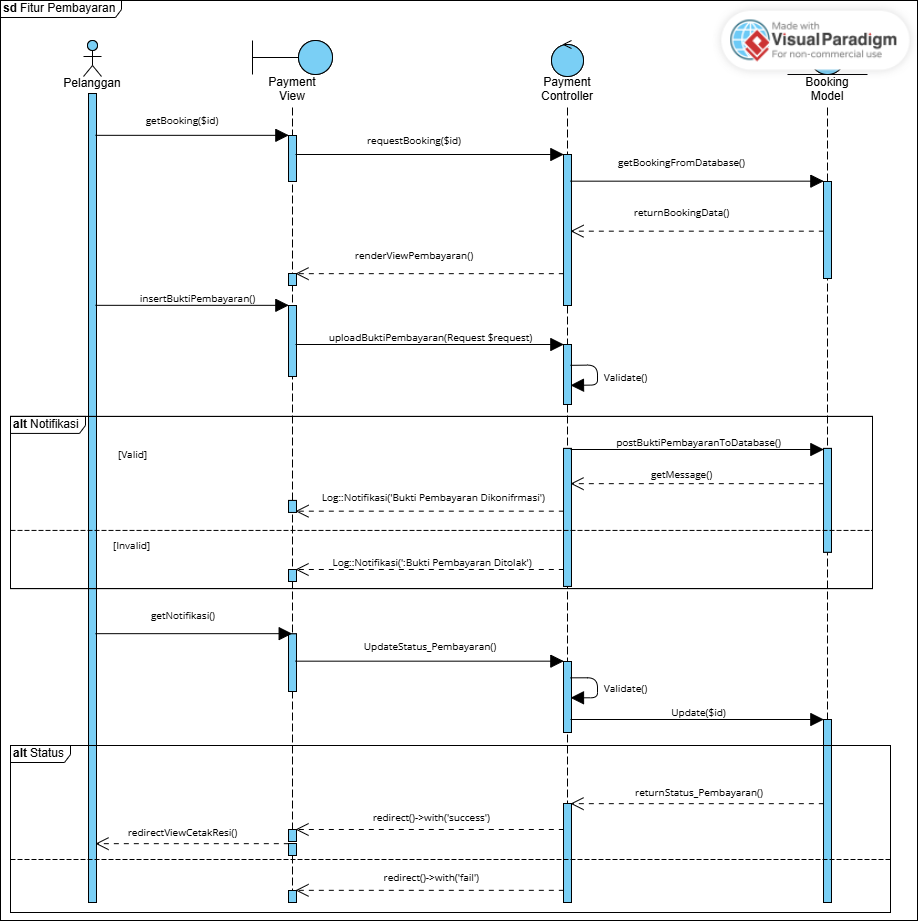 sd Fitur Pembayaran
Made with
VisualParadigm
For non-commercial use
Pelanggan
Payment
View
Payment
Controller
Booking
Model
getBooking($id)
requestBooking($id)
getBookingFromDatabase()
returnBookingData()
renderViewPembayaran()
insertBuktiPembayaran()
uploadBuktiPembayaran(Request $request)
Validate()
alt Notifikasi
[Valid]
postBuktiPembayaranToDatabase()
getMessage()
Log::Notifikasi('Bukti Pembayaran Dikonifrmasi')
[Invalid]
Log::Notifikasi(':Bukti Pembayaran Ditolak')
getNotifikasi()
UpdateStatus_Pembayaran()
Validate()
Update($id)
alt Status
returnStatus_Pembayaran()
redirect()->with('success')
redirectViewCetakResi()
redirect()->with('fail')